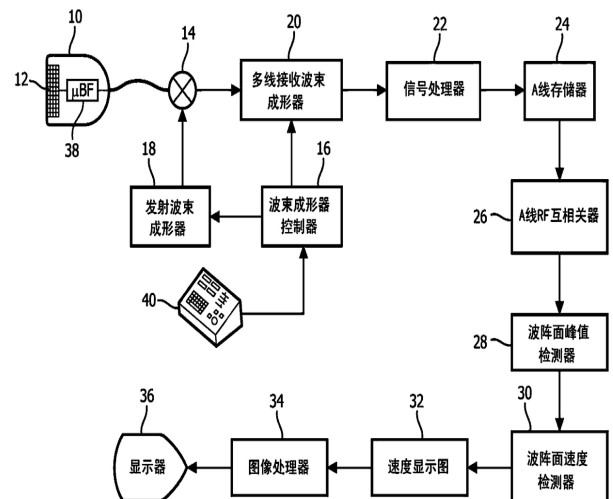 10
14
20
22
24
12
μBF
38
多线接收波束
成形器
信号处理器
A线存储器
18
16
发射波束
成形器
波束成形器
控制器
26
A线RF互相关器
40
28
波阵面峰值
检测器
36
34
32
30
显示器
图像处理器
速度显示图
波阵面速度
检测器